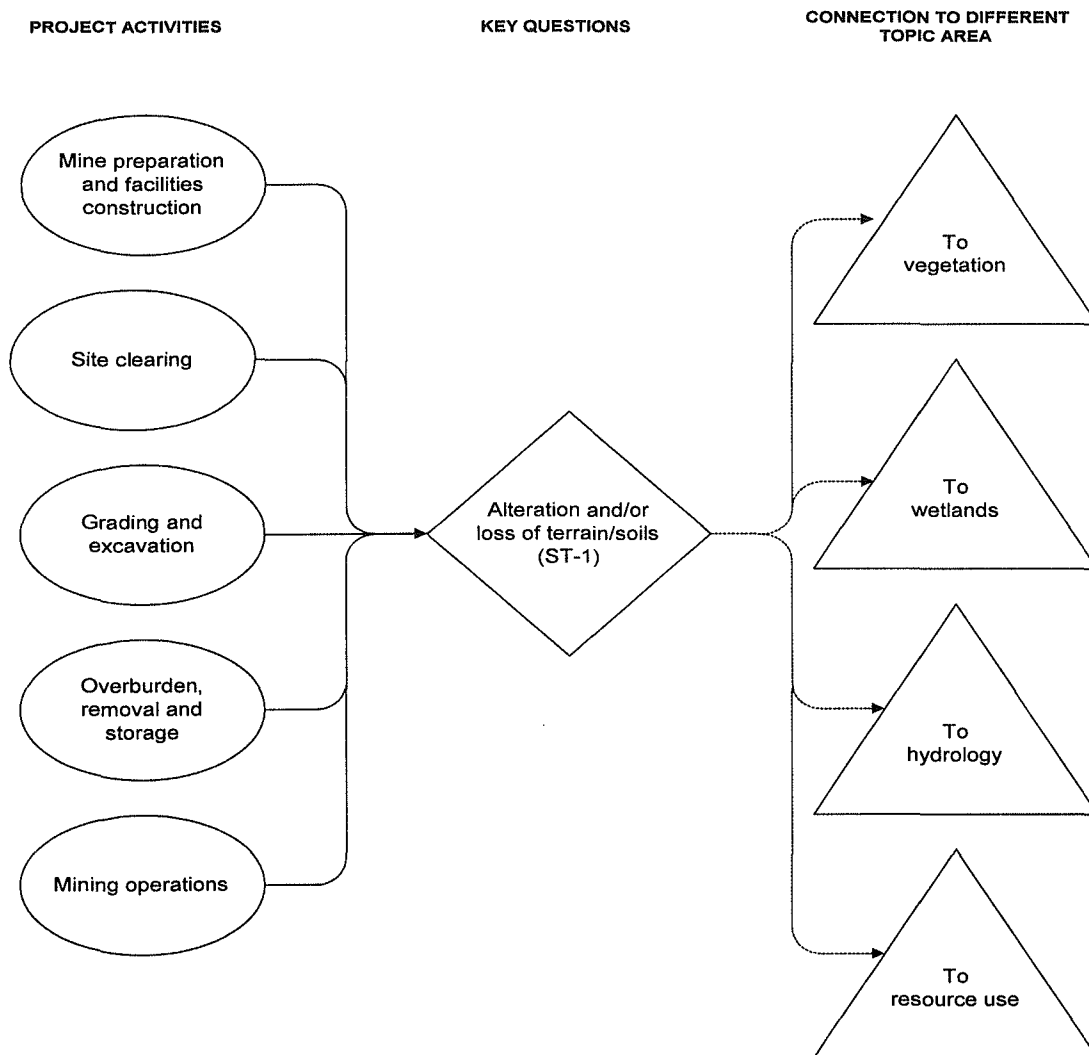 PROJECT ACTIVITIES
KEY QUESTIONS
CONNECTION TO DIFFERENT
TOPIC AREA
Mine preparation
and facilities
construction
Site clearing
Grading and
excavation
Overburden,
removal and
storage
Mining operations
Alteration and/or
loss of terrain/soils
(ST-1)
To
vegetation
To
wetlands
To
hydrology
To
resource use